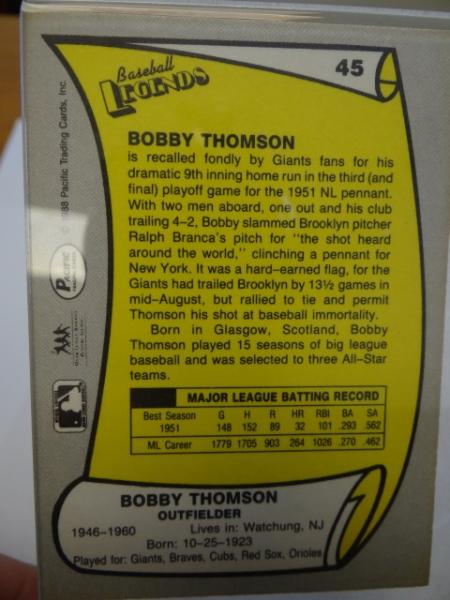 Baseball
LEGENDS
45
BOBBY THOMSON
is recalled fondly by Giants fans for his
dramatic 9th inning home run in the third (and
final) playoff game for the 1951 NL pennant.
With two men aboard, one out and his club
trailing 4–2, Bobby slammed Brooklyn pitcher
Ralph Branca's pitch for "the shot heard
around the world," clinching a pennant for
New York. It was a hard-earned flag, for the
Giants had trailed Brooklyn by 13½ games in
mid-August, but rallied to tie and permit
Thomson his shot at baseball immortality.
Born in Glasgow, Scotland, Bobby
Thomson played 15 seasons of big league
baseball and was selected to three All-Star
teams.
MAJOR LEAGUE BATTING RECORD
Best Season G H R HR RBI BA SA
1951 148 152 89 32 101 .293 .562
ML Career 1779 1705 903 264 1026 .270 .462
BOBBY THOMSON
OUTFIELDER
1946–1960 Lives in: Watchung, NJ
Born: 10–25–1923
Played for: Giants, Braves, Cubs, Red Sox, Orioles
© 1988 Pacific Trading Cards, Inc.
Pacific